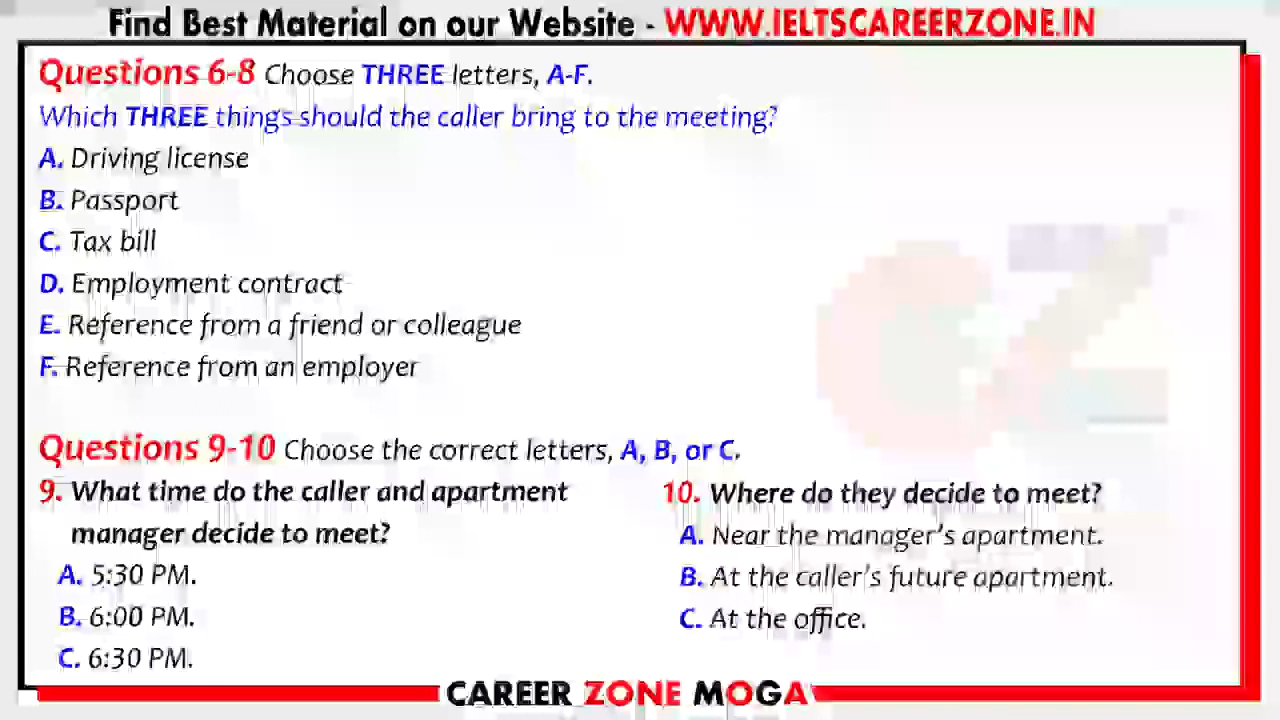 Find Best Material on our Website - WWW.IELTSCAREERZONE.IN
Questions 6-8 Choose THREE letters, A-F.
Which THREE things should the caller bring to the meeting?
A. Driving license
B. Passport
C. Tax bill
D. Employment contract
E. Reference from a friend or colleague
F. Reference from an employer
Questions 9-10 Choose the correct letters, A, B, or C.
9. What time do the caller and apartment
manager decide to meet?
A. 5:30 PM.
B. 6:00 PM.
C. 6:30 PM.
10. Where do they decide to meet?
A. Near the manager's apartment.
B. At the caller's future apartment.
C. At the office.
CAREER ZONE MOGA